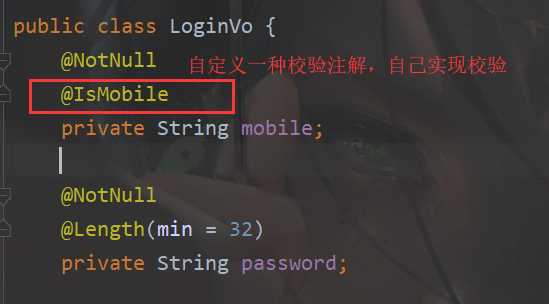 public class LoginVo {
@NotNull 自定义一种校验注解，自己实现校验
@IsMobile
private String mobile;
@NotNull
@Length(min = 32)
private String password;